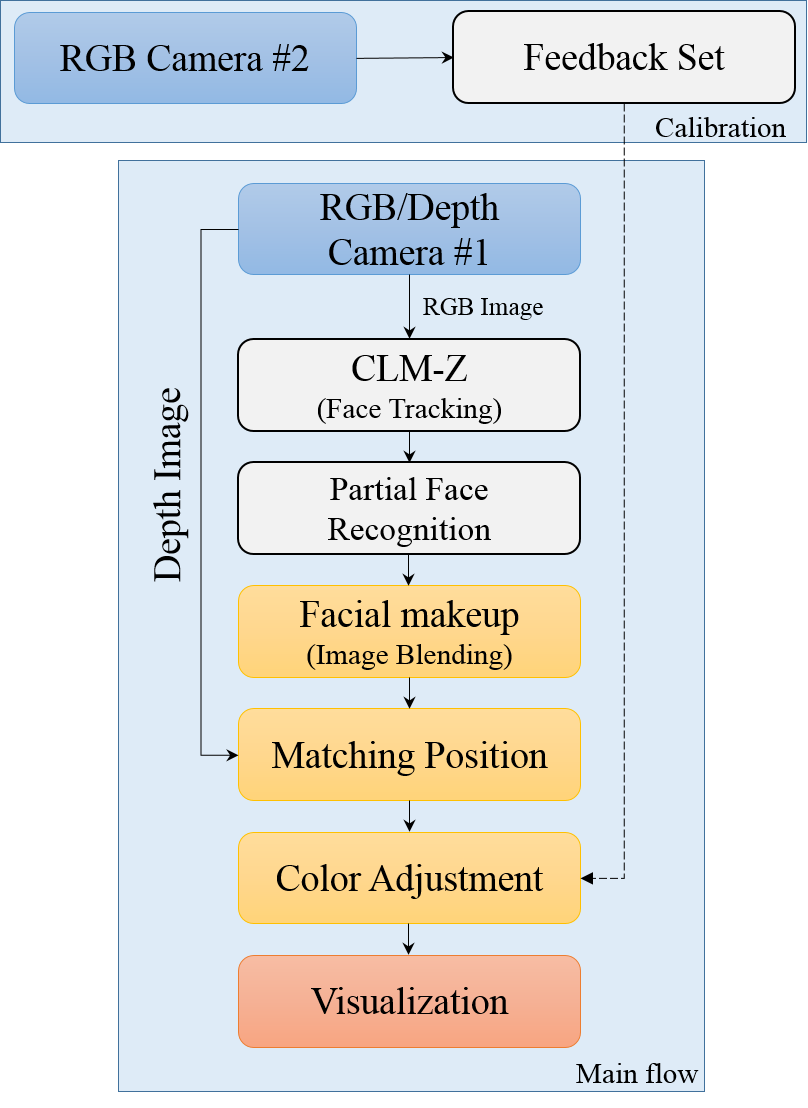 RGB Camera #2
Feedback Set
Calibration
RGB/Depth
Camera #1
RGB Image
CLM-Z
(Face Tracking)
Depth Image
Partial Face
Recognition
Facial makeup
(Image Blending)
Matching Position
Color Adjustment
Visualization
Main flow